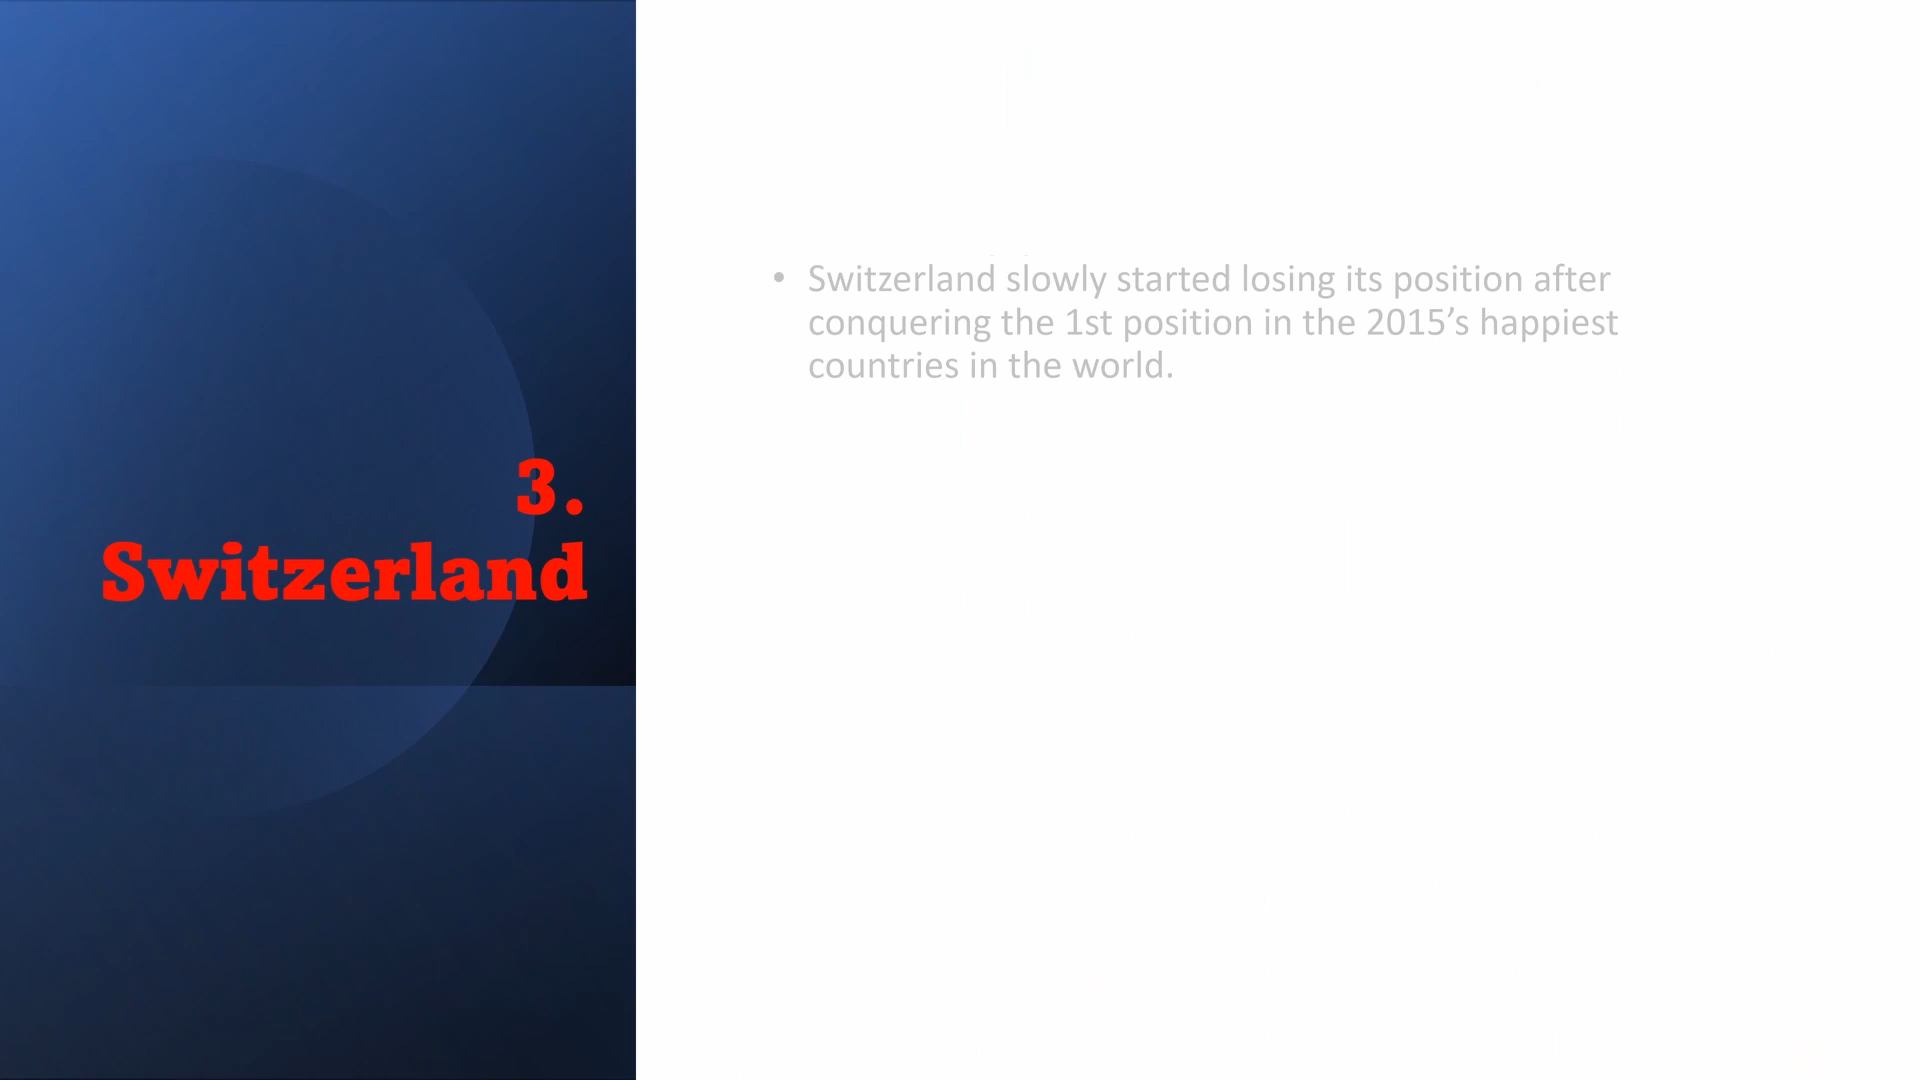 3.
Switzerland
• Switzerland slowly started losing its position after
conquering the 1st position in the 2015’s happiest
countries in the world.